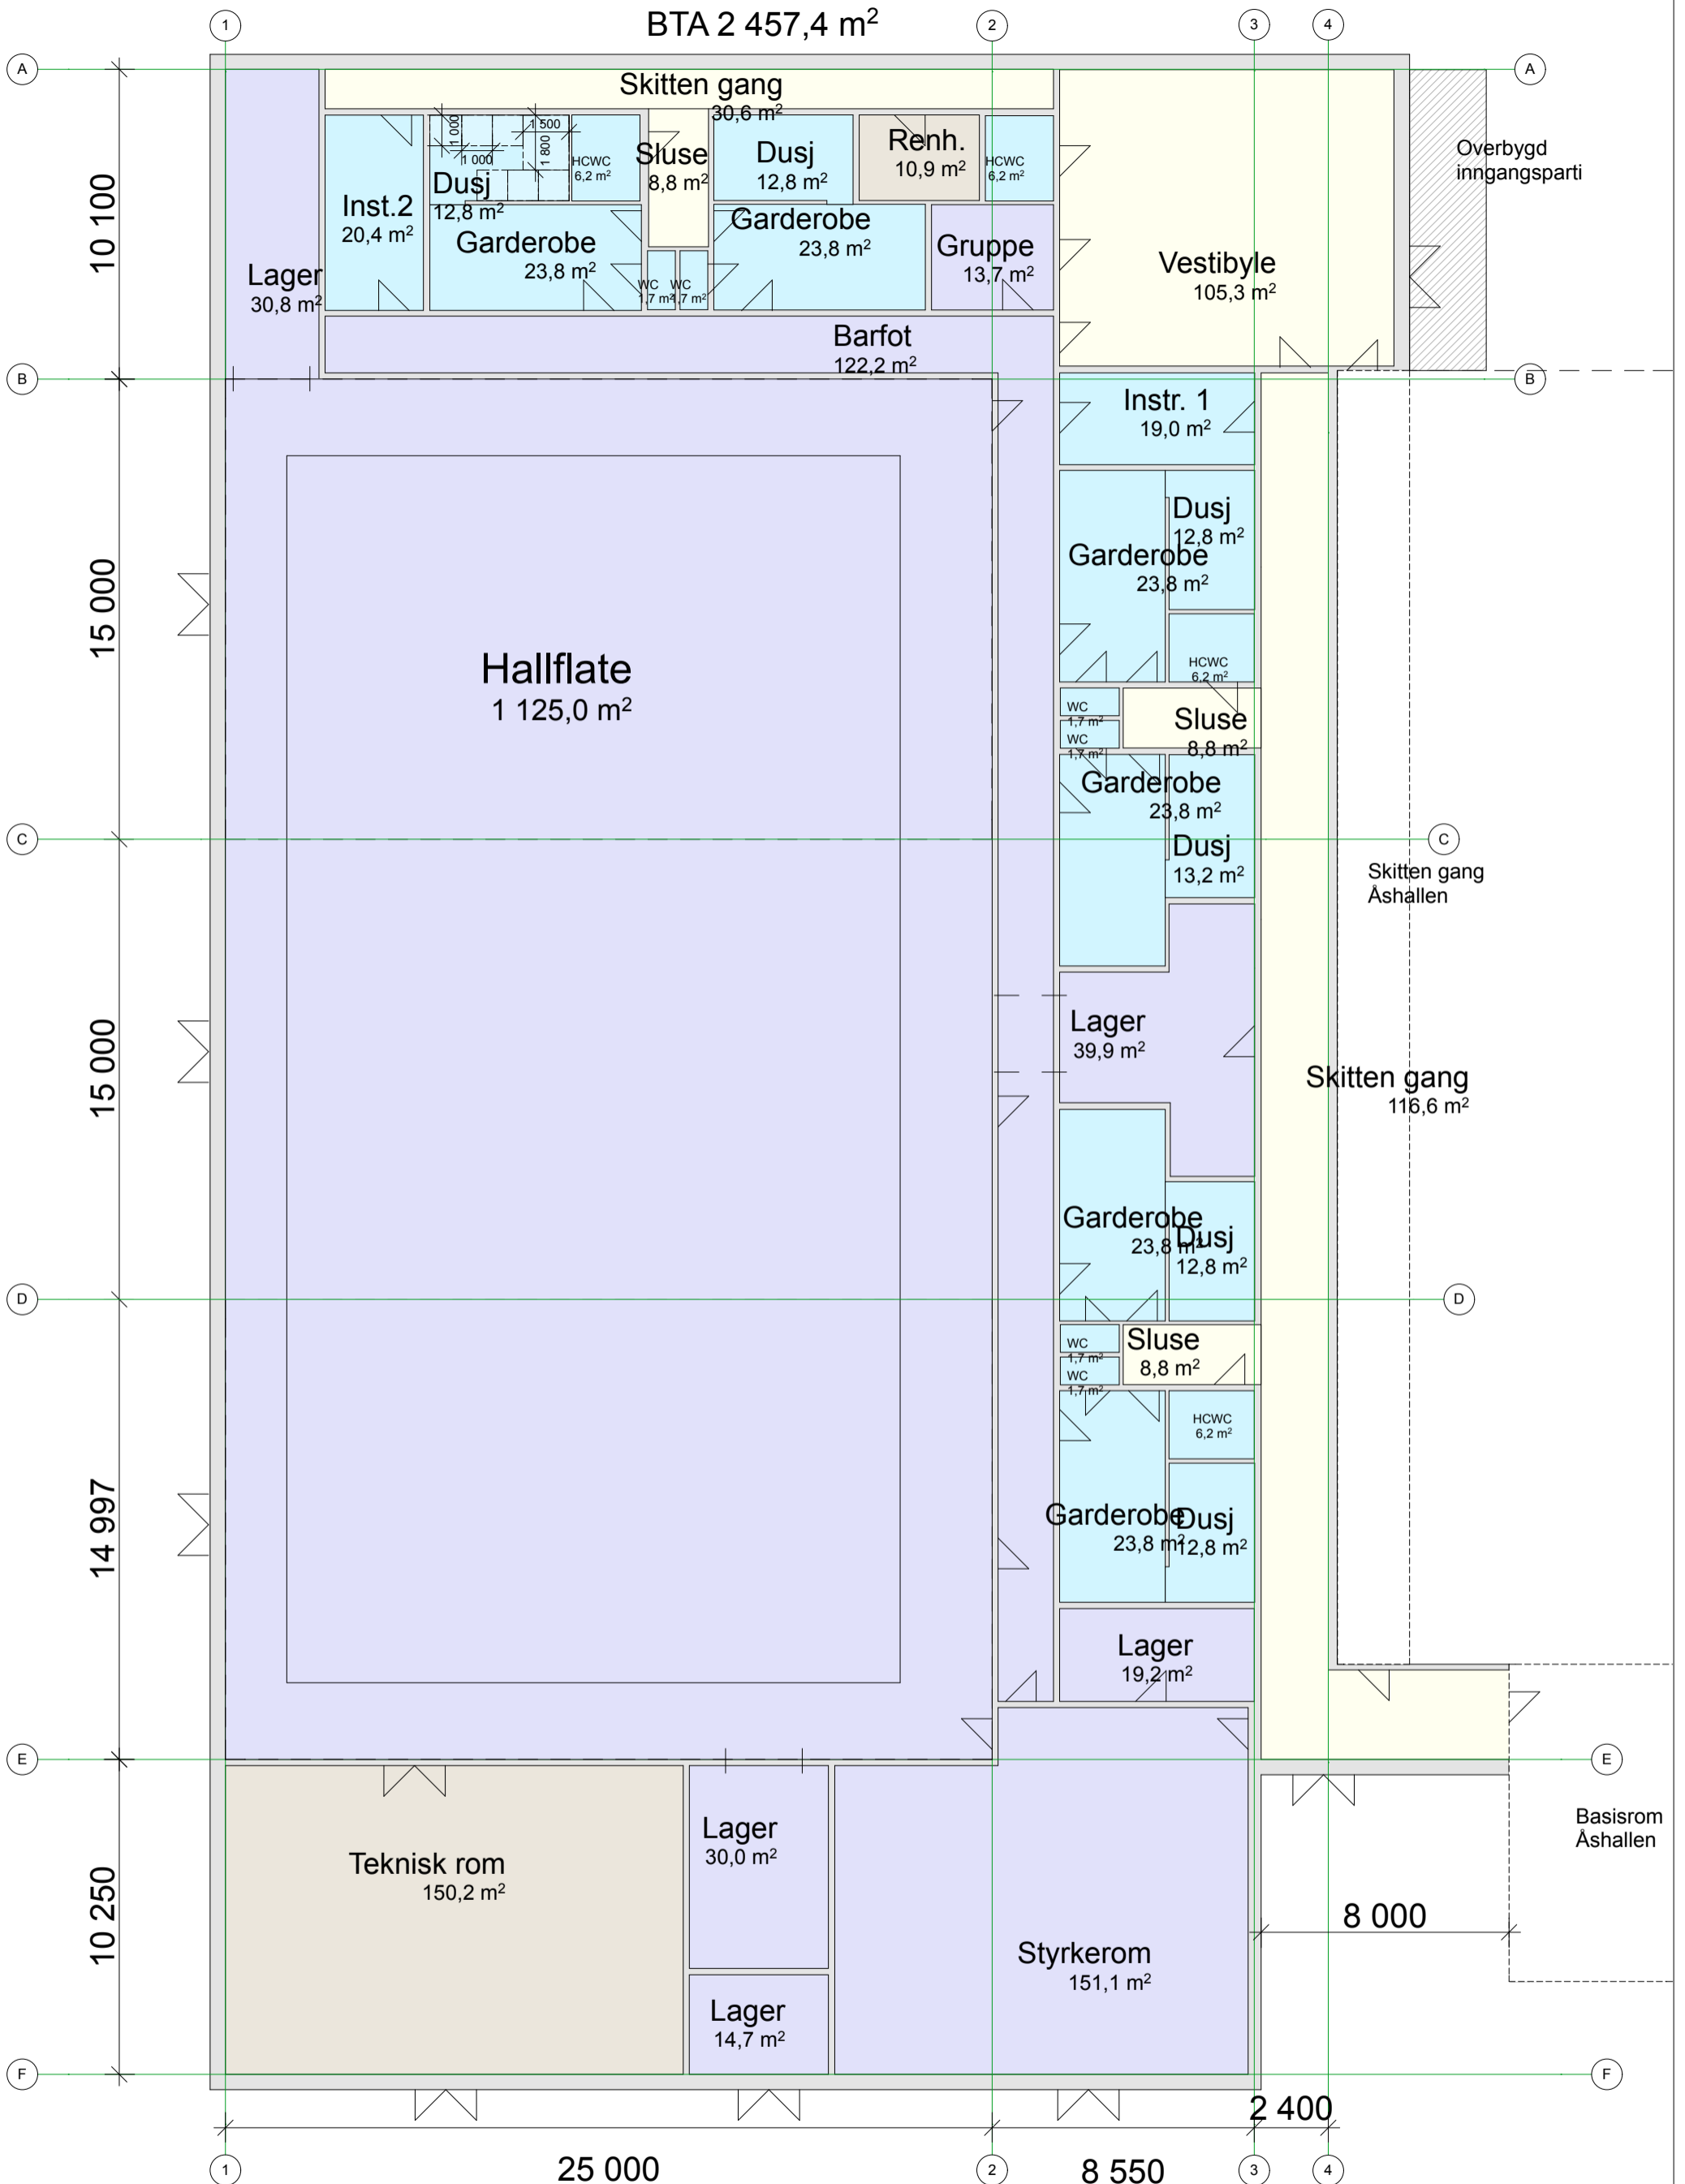 BTA 2 457,4 m²
1
2
3
4
A
A
Skitten gang
30,6 m²
1 000
1 500
1 000
1 800
Dusj
12,8 m²
HCWC
6,2 m²
Sluse
8,8 m²
Dusj
12,8 m²
Renh.
10,9 m²
HCWC
6,2 m²
Overbygd
inngangsparti
10 100
Inst.2
20,4 m²
Garderobe
23,8 m²
Garderobe
23,8 m²
Gruppe
13,7 m²
Vestibyle
105,3 m²
Lager
30,8 m²
WC
1,7 m²
WC
1,7 m²
Barfot
122,2 m²
B
B
Instr. 1
19,0 m²
Dusj
12,8 m²
Garderobe
23,8 m²
15 000
Hallflate
1 125,0 m²
HCWC
6,2 m²
WC
1,7 m²
WC
1,7 m²
Sluse
8,8 m²
Garderobe
23,8 m²
Dusj
13,2 m²
C
C
Skitten gang
Åshallen
15 000
Lager
39,9 m²
Skitten gang
116,6 m²
Garderobe
23,8 m²
Dusj
12,8 m²
D
D
WC
1,7 m²
WC
1,7 m²
Sluse
8,8 m²
HCWC
6,2 m²
14 997
Garderobe
23,8 m²
Dusj
12,8 m²
Lager
19,2 m²
E
E
Basisrom
Åshallen
Teknisk rom
150,2 m²
Lager
30,0 m²
10 250
8 000
Styrkerom
151,1 m²
Lager
14,7 m²
F
F
2 400
25 000
8 550
1
2
3
4